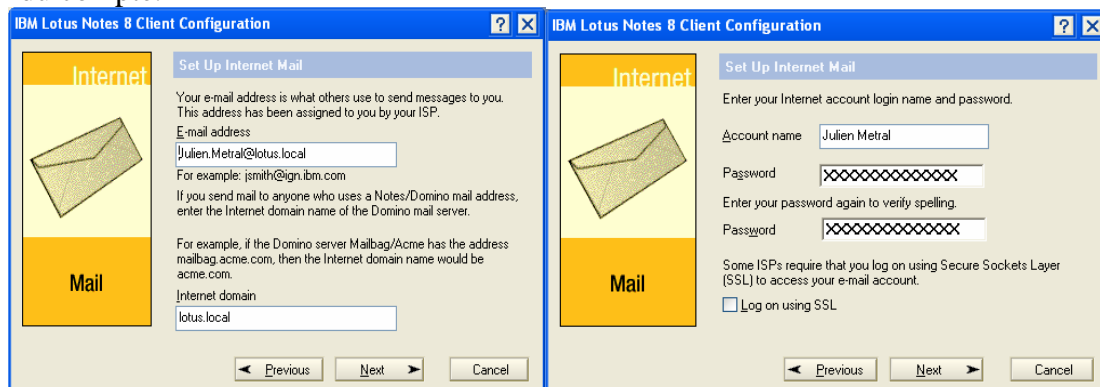 IBM Lotus Notes 8 Client Configuration
Internet
Mail
Set Up Internet Mail
Your e-mail address is what others use to send messages to you.
This address has been assigned to you by your ISP.
E-mail address
Julien.Metral@lotus.local
For example: jsmith@ign.ibm.com
If you send mail to anyone who uses a Notes/Domino mail address,
enter the Internet domain name of the Domino mail server.
For example, if the Domino server Mailbag/Acme has the address
mailbag.acme.com, then the Internet domain name would be
acme.com.
Internet domain
lotus.local
Previous Next Cancel
IBM Lotus Notes 8 Client Configuration
Internet
Mail
Set Up Internet Mail
Enter your Internet account login name and password.
Account name Julien Metral
Password XXXXXXXXXXXXXX
Enter your password again to verify spelling.
Password XXXXXXXXXXXXXX
Some ISPs require that you log on using Secure Sockets Layer
(SSL) to access your e-mail account.
Log on using SSL
Previous Next Cancel